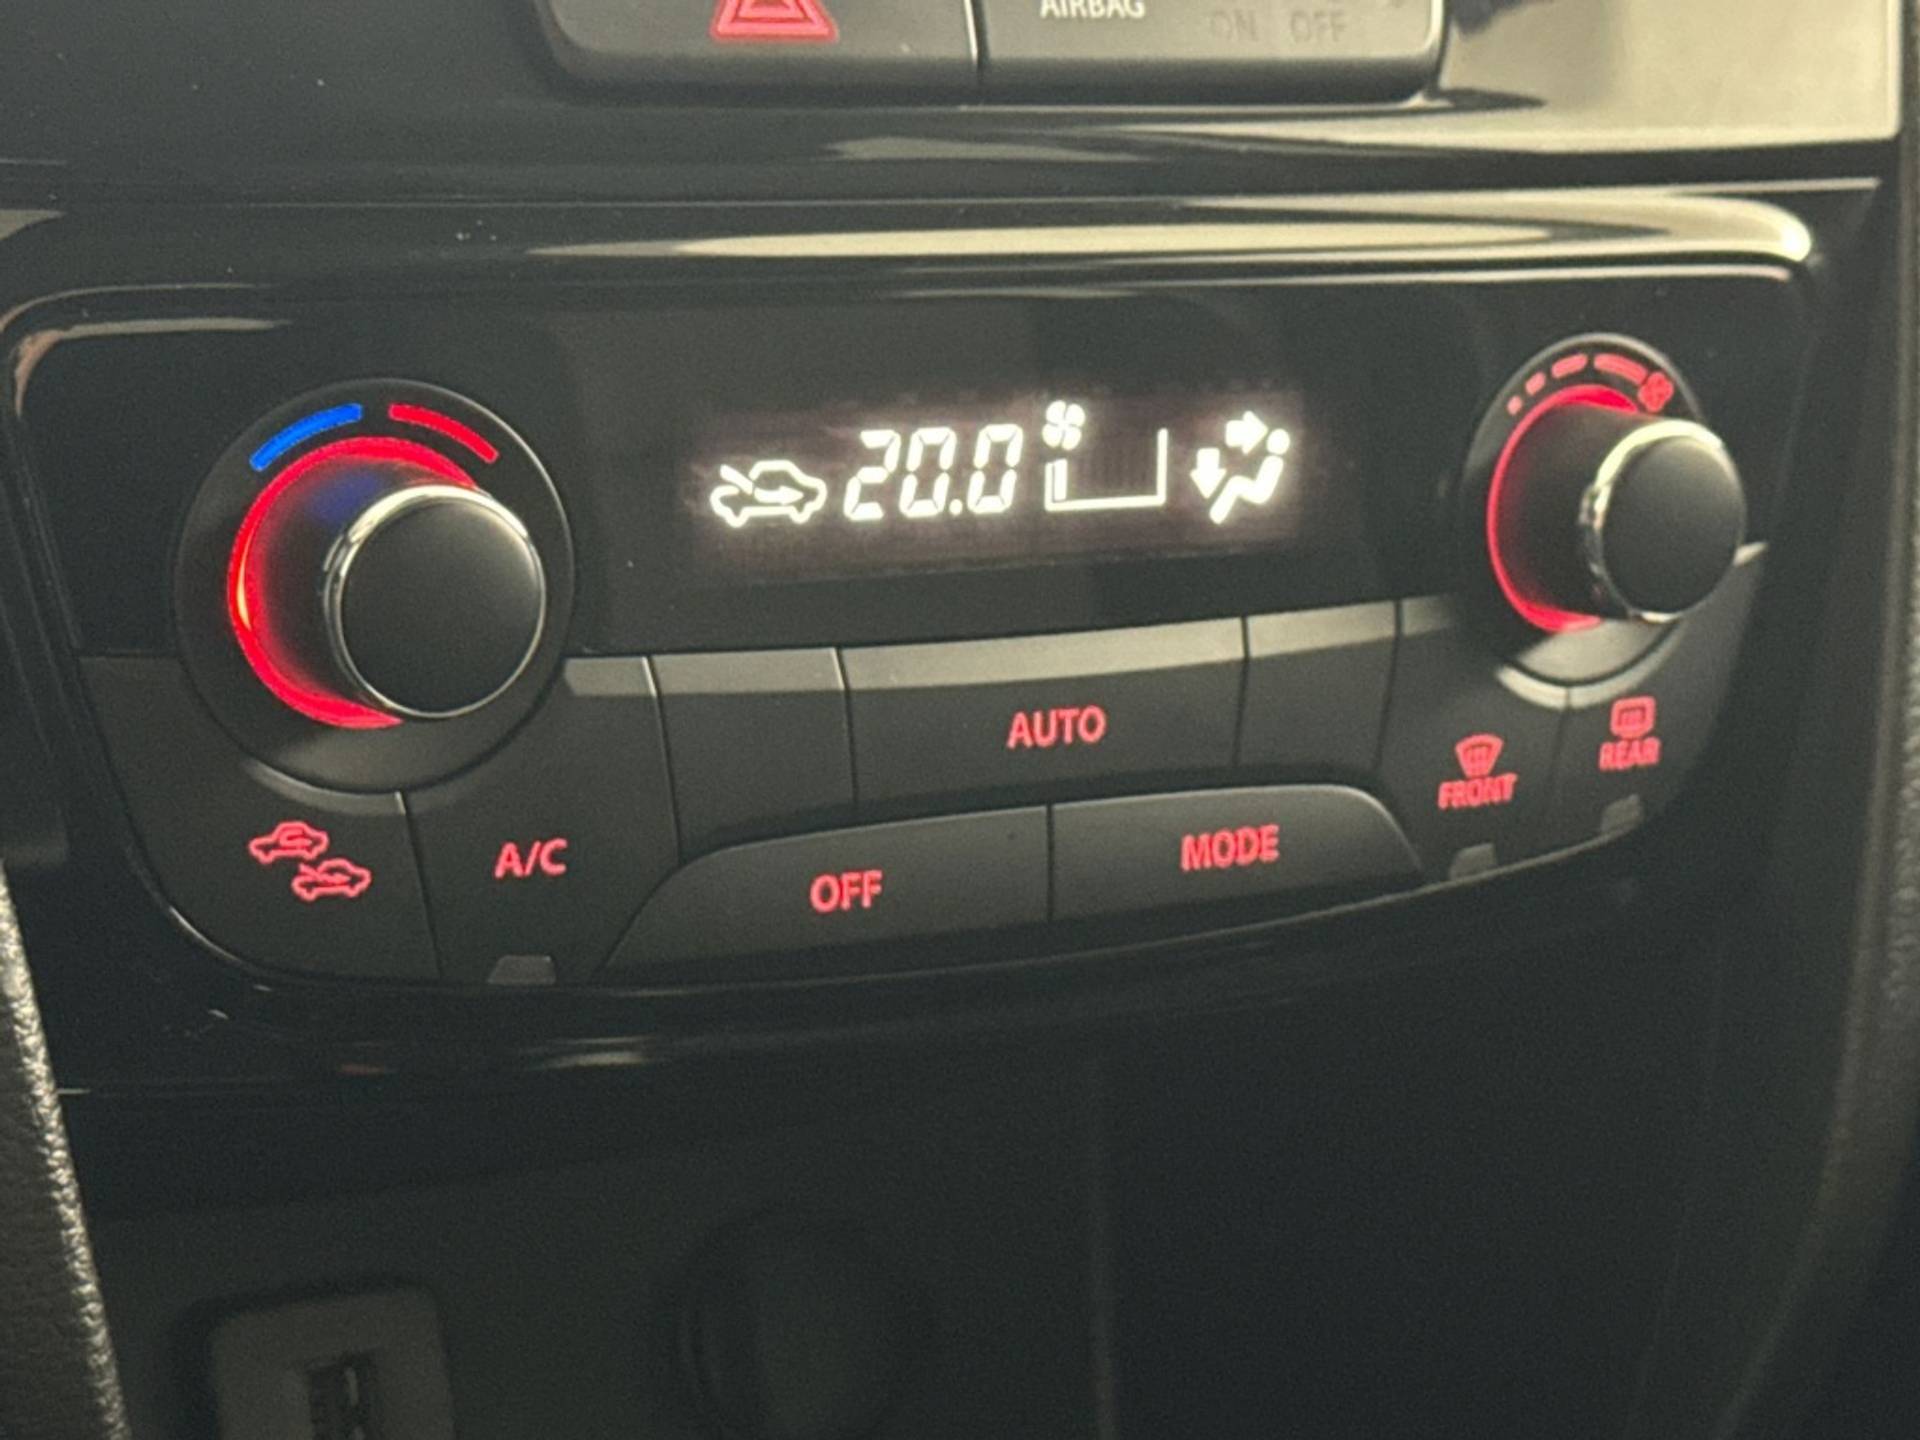 AIRBAG
ON OFF
20.0
AUTO
REAR
FRONT
A/C
OFF
MODE